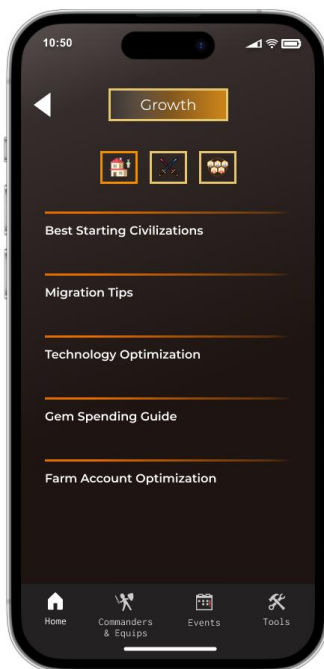 10:50
Growth
Best Starting Civilizations
Migration Tips
Technology Optimization
Gem Spending Guide
Farm Account Optimization
Home
Commanders
& Equips
Events
Tools